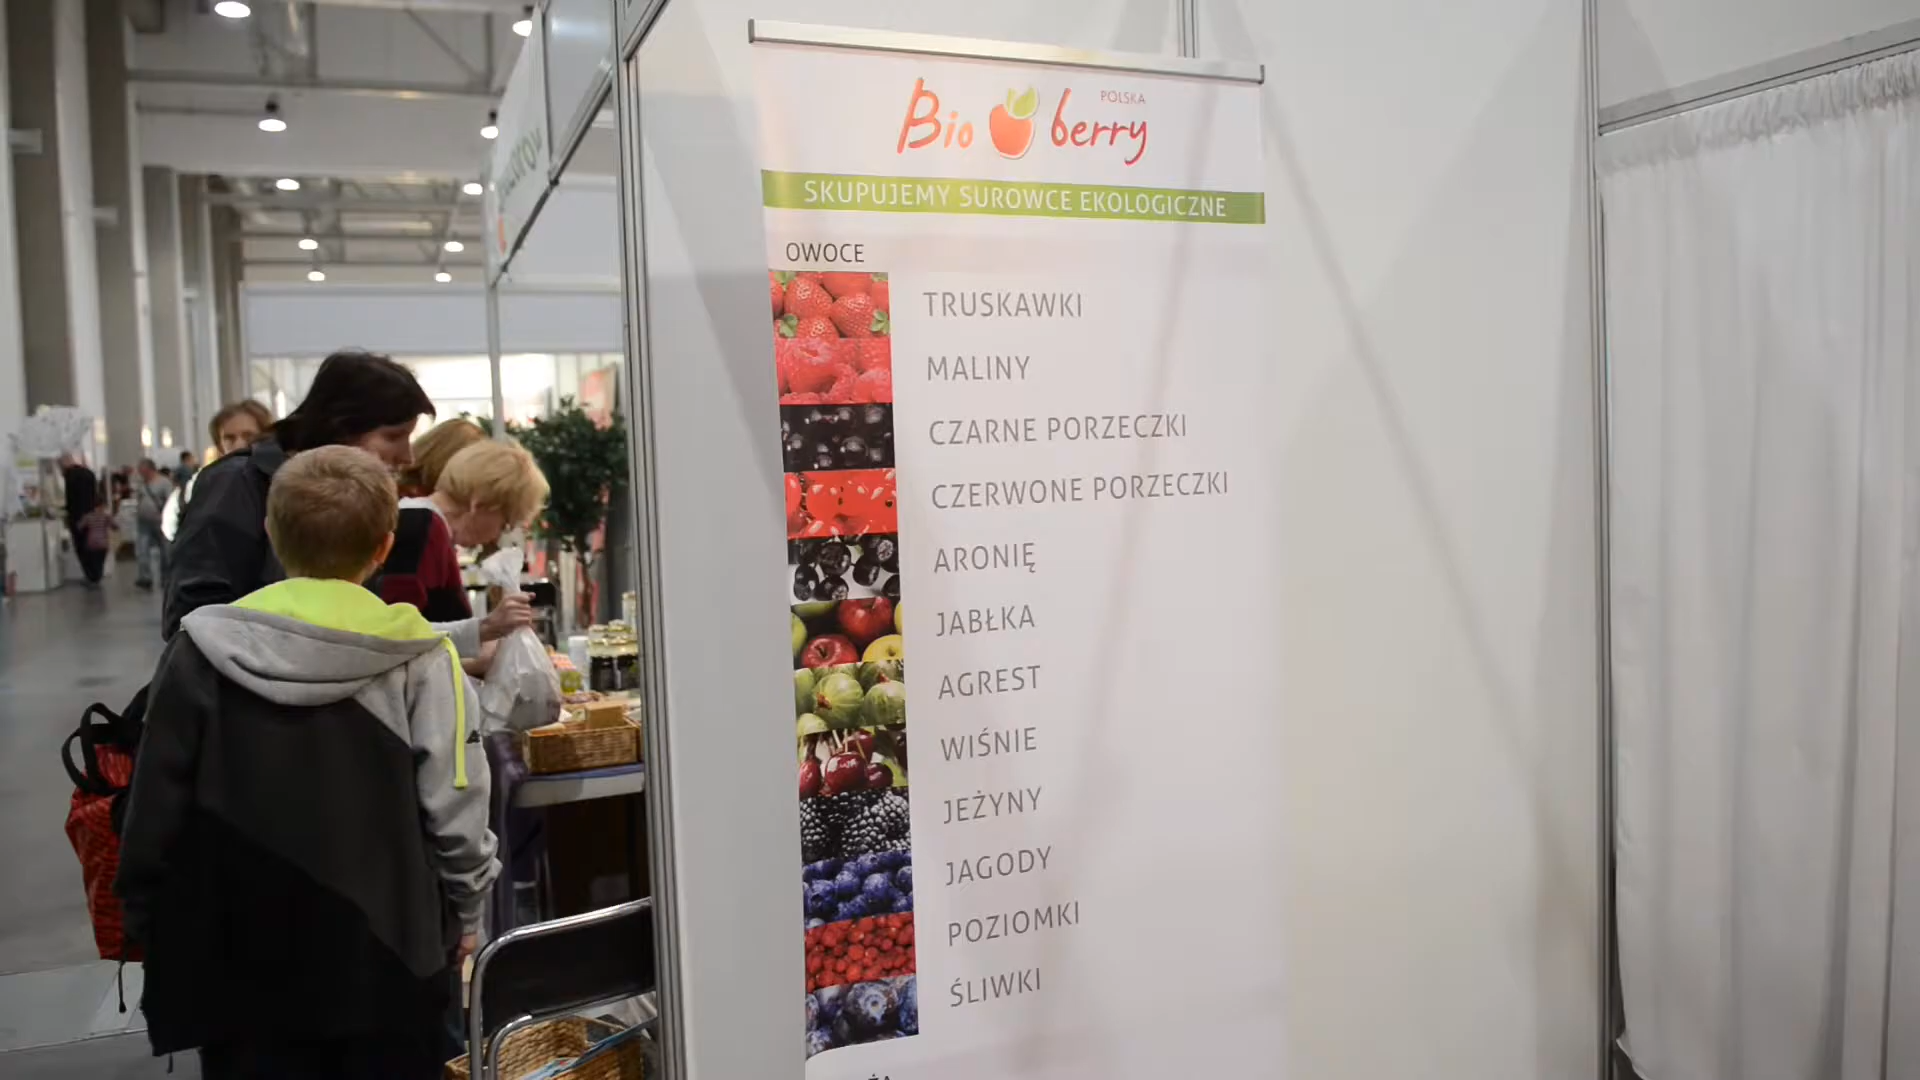 Bio berry
POLSKA
SKUPUJEMY SUROWCE EKOLOGICZNE
OWOCE
TRUSKAWKI
MALINY
CZARNE PORZECZKI
CZERWONE PORZECZKI
ARONIĘ
JABŁKA
AGREST
WIŚNIE
JEŻYNY
JAGODY
POZIOMKI
ŚLIWKI